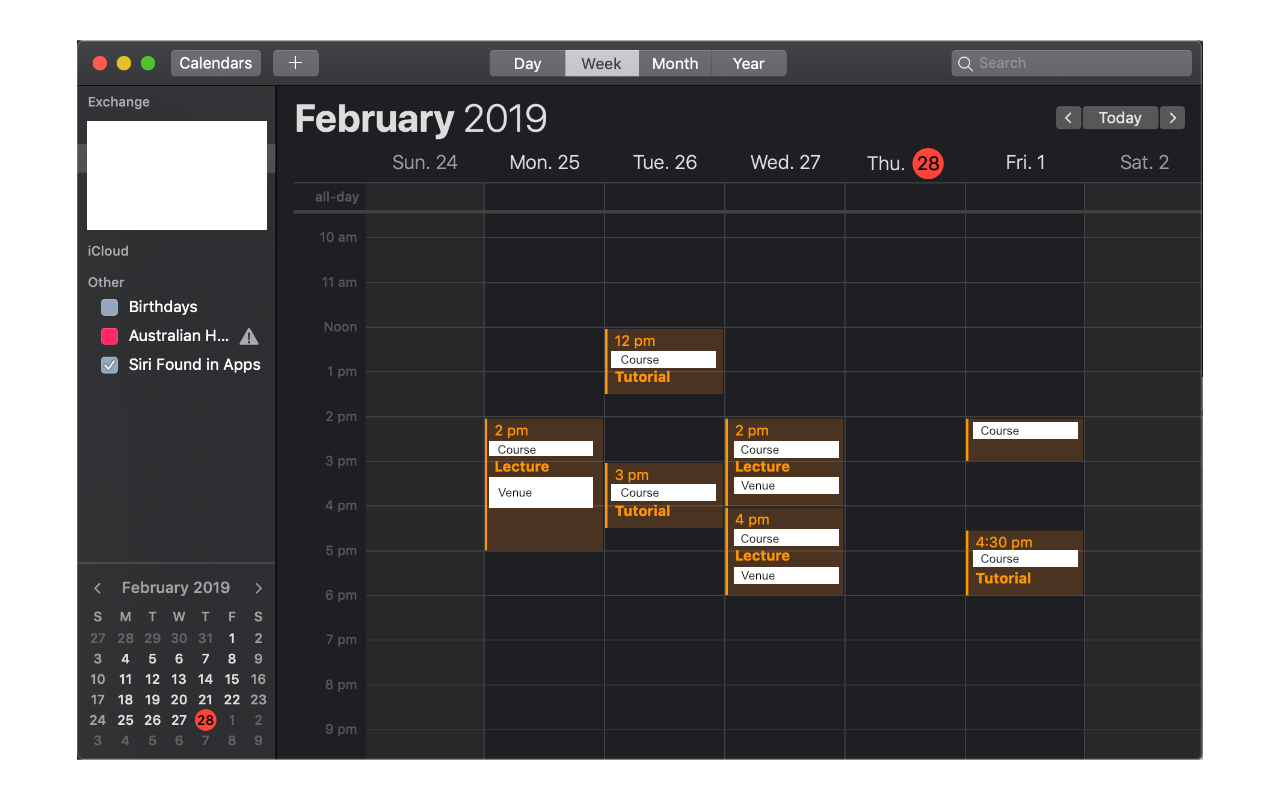 Calendars
+
Day Week Month Year
Search
Exchange
iCloud
Other
Birthdays
Australian H...
Siri Found in Apps
February 2019
S M T W T F S
27 28 29 30 31 1 2
3 4 5 6 7 8 9
10 11 12 13 14 15 16
17 18 19 20 21 22 23
24 25 26 27 28 1 2
3 4 5 6 7 8 9
February 2019
< Today >
Sun. 24 Mon. 25 Tue. 26 Wed. 27 Thu. 28 Fri. 1 Sat. 2
all-day
10 am
11 am
Noon
1 pm
2 pm
3 pm
4 pm
5 pm
6 pm
7 pm
8 pm
9 pm
2 pm
Course
Lecture
Venue
12 pm
Course
Tutorial
3 pm
Course
Tutorial
2 pm
Course
Lecture
Venue
4 pm
Course
Lecture
Venue
Course
4:30 pm
Course
Tutorial